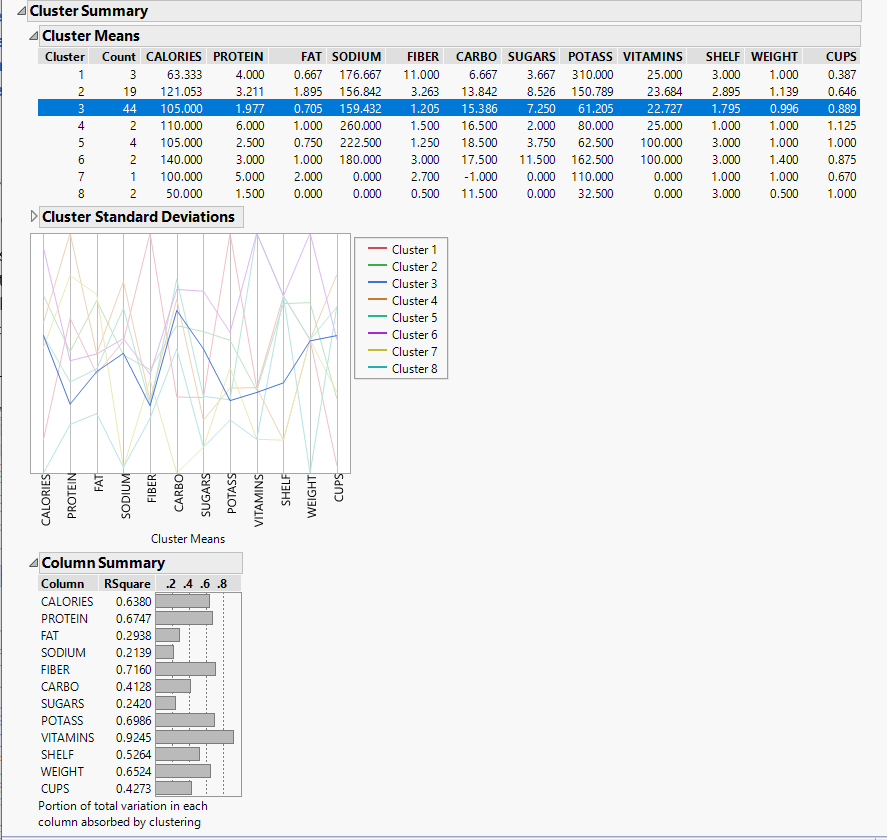 Cluster Summary
Cluster Means
Cluster Count CALORIES PROTEIN FAT SODIUM FIBER CARBO SUGARS POTASS VITAMINS SHELF WEIGHT CUPS
1 3 63.333 4.000 0.667 176.667 11.000 6.667 3.667 310.000 25.000 3.000 1.000 0.387
2 19 121.053 3.211 1.895 156.842 3.263 13.842 8.526 150.789 23.684 2.895 1.139 0.646
3 44 105.000 1.977 0.705 159.432 1.205 15.386 7.250 61.205 22.727 1.795 0.996 0.889
4 2 110.000 6.000 1.000 260.000 1.500 16.500 2.000 80.000 25.000 1.000 1.000 1.125
5 4 105.000 2.500 0.750 222.500 1.250 18.500 3.750 62.500 100.000 3.000 1.000 1.000
6 2 140.000 3.000 1.000 180.000 3.000 17.500 11.500 162.500 100.000 3.000 1.400 0.875
7 1 100.000 5.000 2.000 0.000 2.700 -1.000 0.000 110.000 0.000 1.000 1.000 0.670
8 2 50.000 1.500 0.000 0.000 0.500 11.500 0.000 32.500 0.000 3.000 0.500 1.000
Cluster Standard Deviations
Cluster 1
Cluster 2
Cluster 3
Cluster 4
Cluster 5
Cluster 6
Cluster 7
Cluster 8
CALORIES
PROTEIN
FAT
SODIUM
FIBER
CARBO
SUGARS
POTASS
VITAMINS
SHELF
WEIGHT
CUPS
Cluster Means
Column Summary
Column RSquare .2 .4 .6 .8
CALORIES 0.6380
PROTEIN 0.6747
FAT 0.2938
SODIUM 0.2139
FIBER 0.7160
CARBO 0.4128
SUGARS 0.2420
POTASS 0.6986
VITAMINS 0.9245
SHELF 0.5264
WEIGHT 0.6524
CUPS 0.4273
Portion of total variation in each
column absorbed by clustering